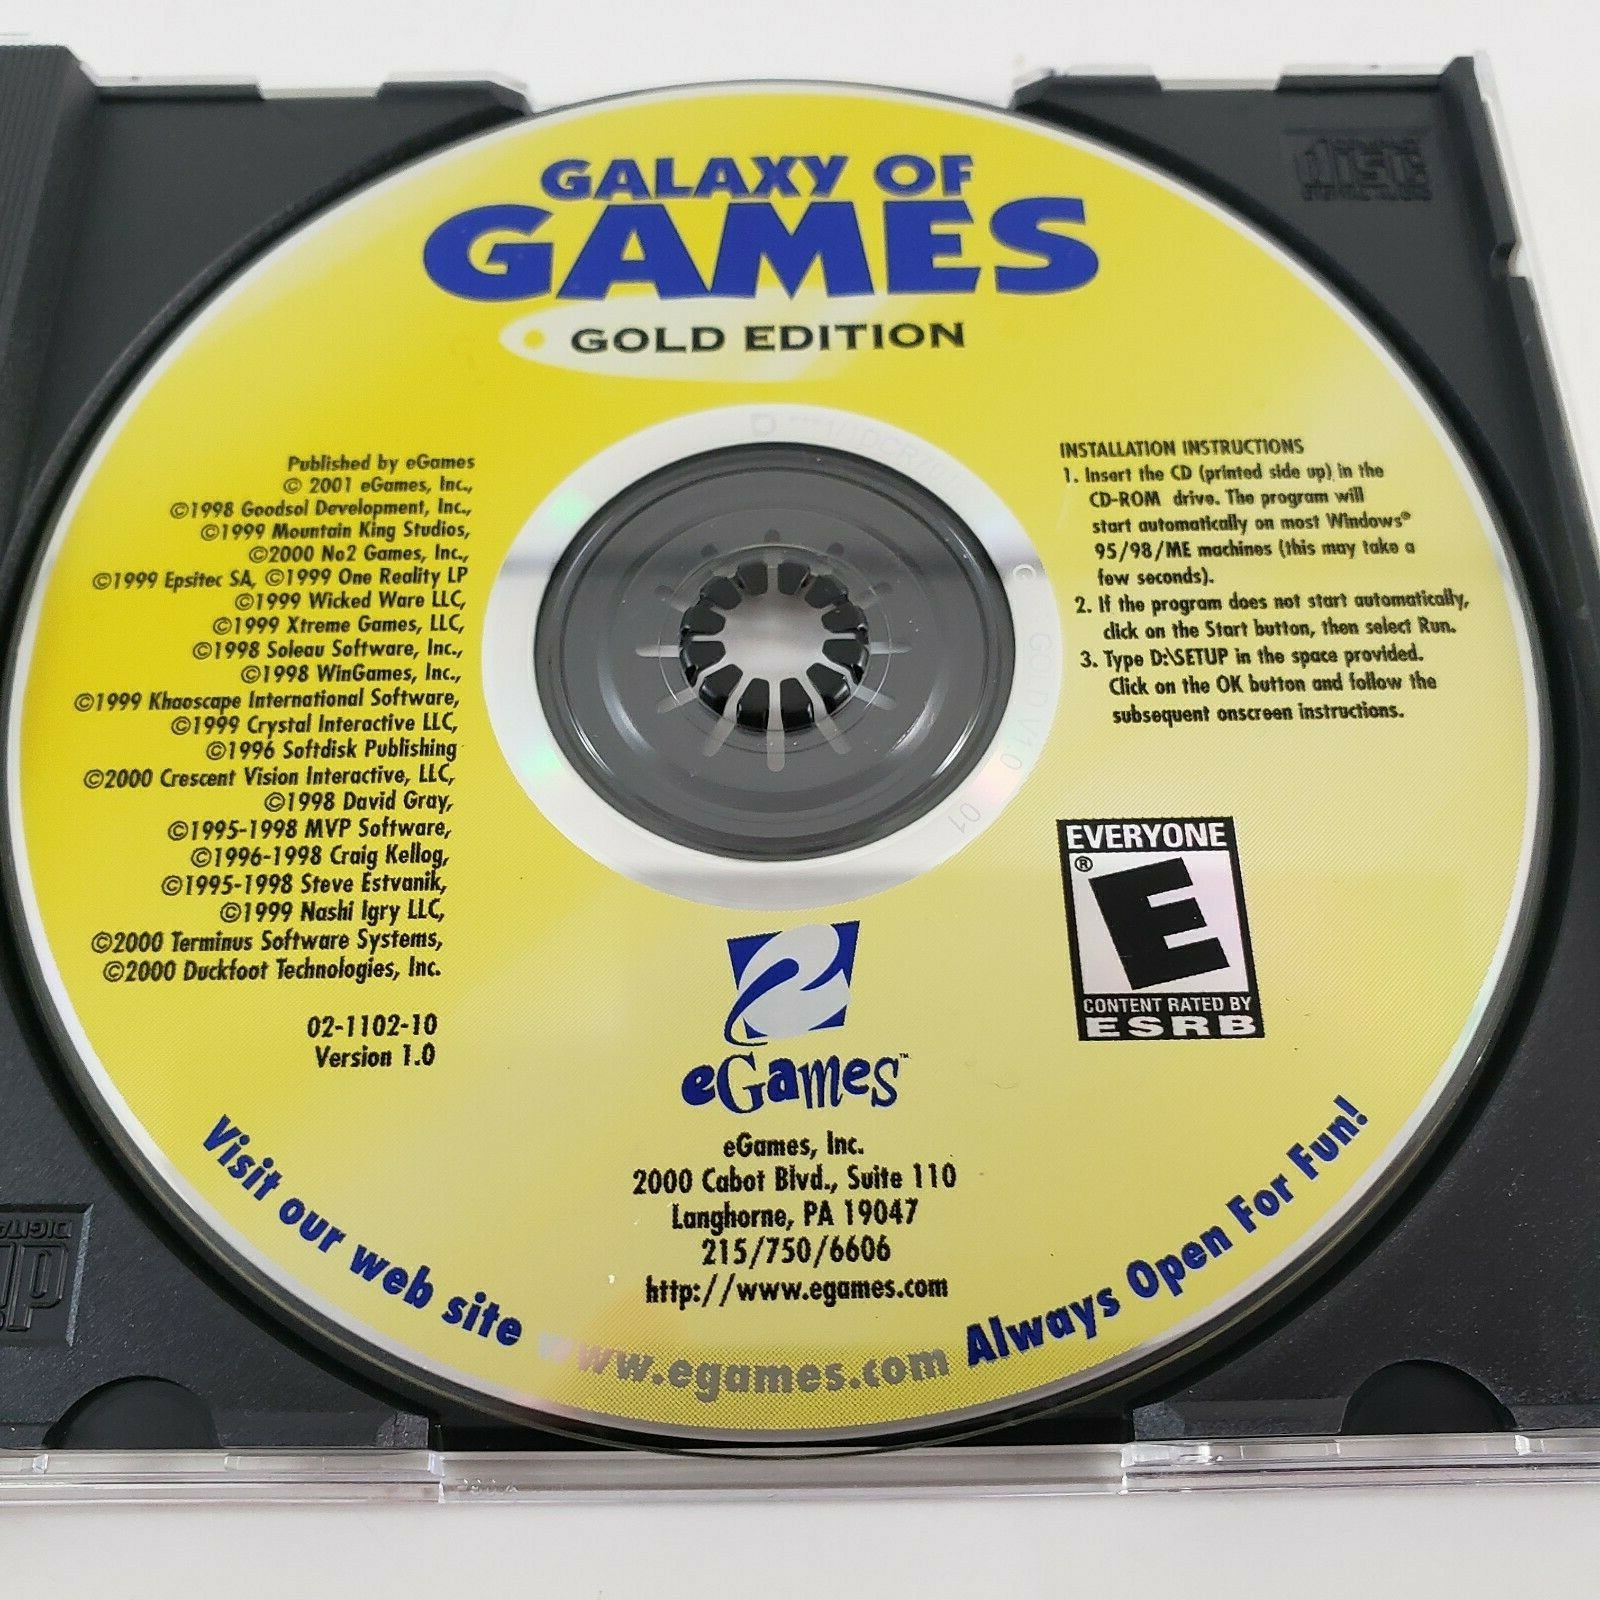 GALAXY OF
GAMES
GOLD EDITION
Published by eGames
© 2001 eGames, Inc.,
©1998 Goodsol Development, Inc.,
©1999 Mountain King Studios,
©2000 No2 Games, Inc.,
©1999 Epsitec SA, ©1999 One Reality LP
©1999 Wicked Ware LLC,
©1999 Xtreme Games, LLC,
©1998 Soleau Software, Inc.,
©1998 WinGames, Inc.,
©1999 Khaoscape International Software,
©1999 Crystal Interactive LLC,
©1996 Softdisk Publishing
©2000 Crescent Vision Interactive, LLC,
©1998 David Gray,
©1995-1998 MVP Software,
©1996-1998 Craig Kellog,
©1995-1998 Steve Estvanik,
©1999 Nashi Igry LLC,
©2000 Terminus Software Systems,
©2000 Duckfoot Technologies, Inc.
02-1102-10
Version 1.0
INSTALLATION INSTRUCTIONS
1. Insert the CD (printed side up) in the
CD-ROM drive. The program will
start automatically on most Windows®
95/98/ME machines (this may take a
few seconds).
2. If the program does not start automatically,
click on the Start button, then select Run.
3. Type D:\SETUP in the space provided.
Click on the OK button and follow the
subsequent onscreen instructions.
EVERYONE
E®
CONTENT RATED BY
ESRB
eGames™
eGames, Inc.
2000 Cabot Blvd., Suite 110
Langhorne, PA 19047
215/750/6606
http://www.egames.com
Visit our web site www.egames.com Always Open For Fun!
DISC
GOLD V1.0 01